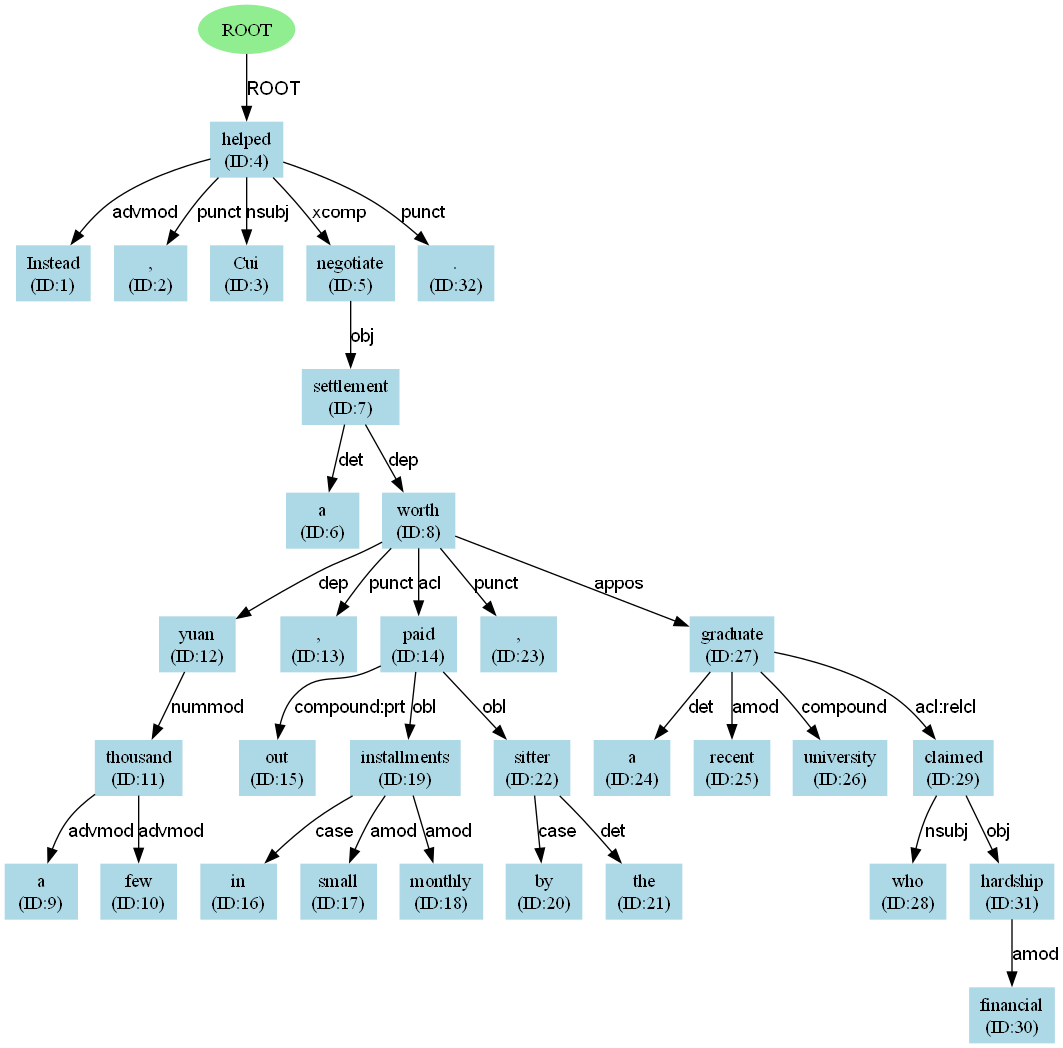 ROOT
ROOT
helped
(ID:4)
advmod
punct
nsubj
xcomp
punct
Instead
(ID:1)
,
(ID:2)
Cui
(ID:3)
negotiate
(ID:5)
.
(ID:32)
obj
settlement
(ID:7)
det
dep
a
(ID:6)
worth
(ID:8)
dep
punct
acl
punct
appos
yuan
(ID:12)
,
(ID:13)
paid
(ID:14)
,
(ID:23)
graduate
(ID:27)
nummod
compound:prt
obl
obl
det
amod
compound
acl:relcl
thousand
(ID:11)
out
(ID:15)
installments
(ID:19)
sitter
(ID:22)
a
(ID:24)
recent
(ID:25)
university
(ID:26)
claimed
(ID:29)
advmod
advmod
case
amod
amod
case
det
nsubj
obj
a
(ID:9)
few
(ID:10)
in
(ID:16)
small
(ID:17)
monthly
(ID:18)
by
(ID:20)
the
(ID:21)
who
(ID:28)
hardship
(ID:31)
amod
financial
(ID:30)